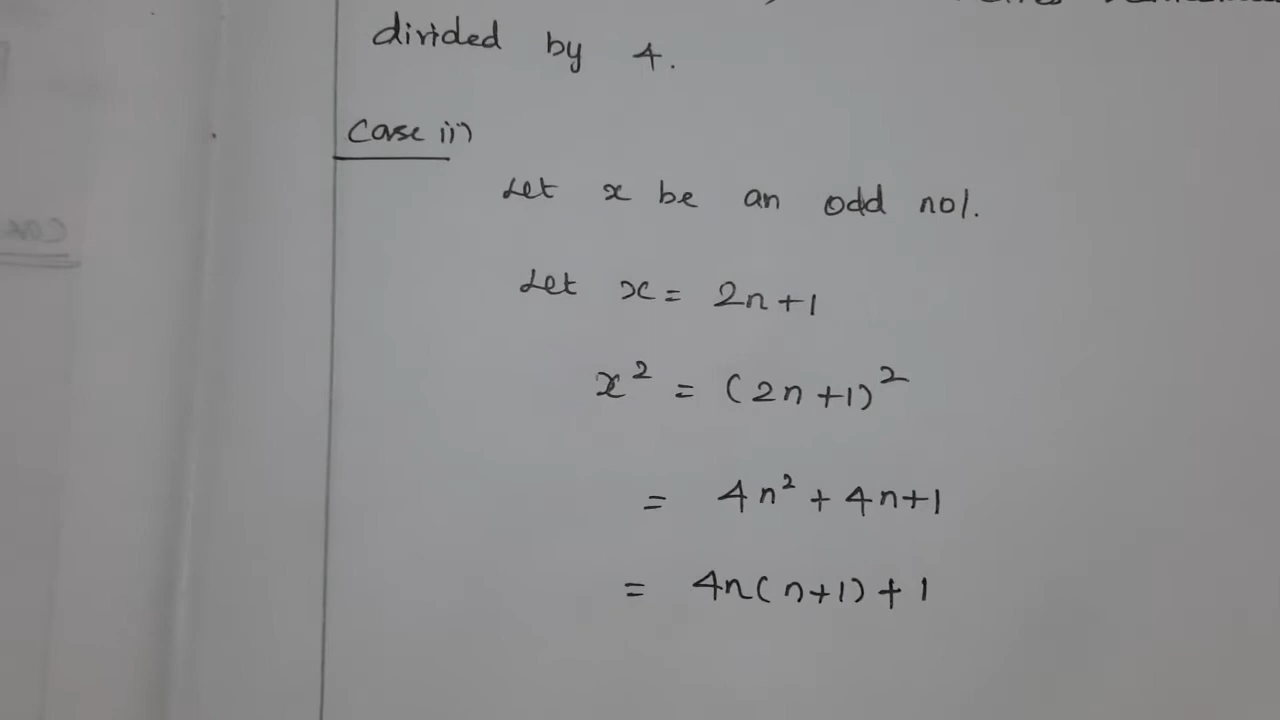 divided by 4.
Case ii)
Let x be an odd no/.
Let x = 2n+1
x² = (2n+1)²
= 4n² + 4n+1
= 4n(n+1) + 1